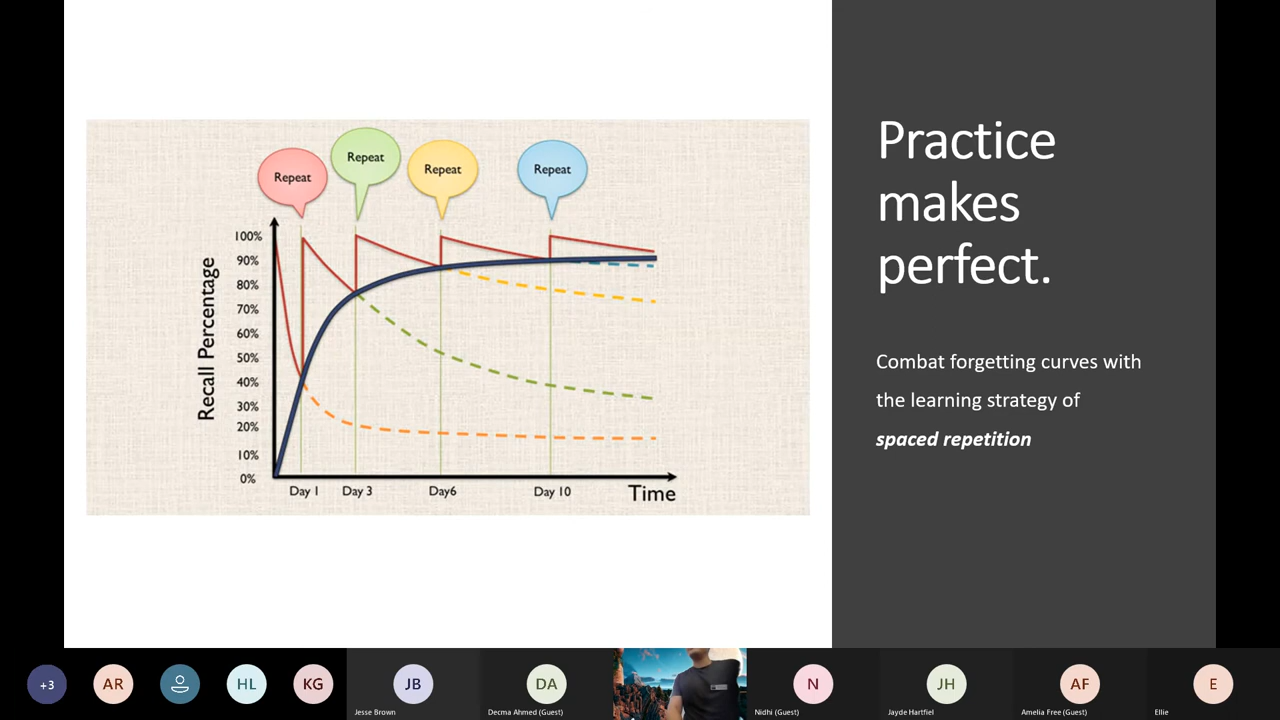 Practice
makes
perfect.
Combat forgetting curves with
the learning strategy of
spaced repetition
Repeat
Repeat
Repeat
Repeat
Recall Percentage
100%
90%
80%
70%
60%
50%
40%
30%
20%
10%
0%
Day 1
Day 3
Day6
Day 10
Time
+3
AR
HL
KG
JB
Jesse Brown
DA
Decma Ahmed (Guest)
N
Nidhi (Guest)
JH
Jayde Hartfiel
AF
Amelia Free (Guest)
E
Ellie